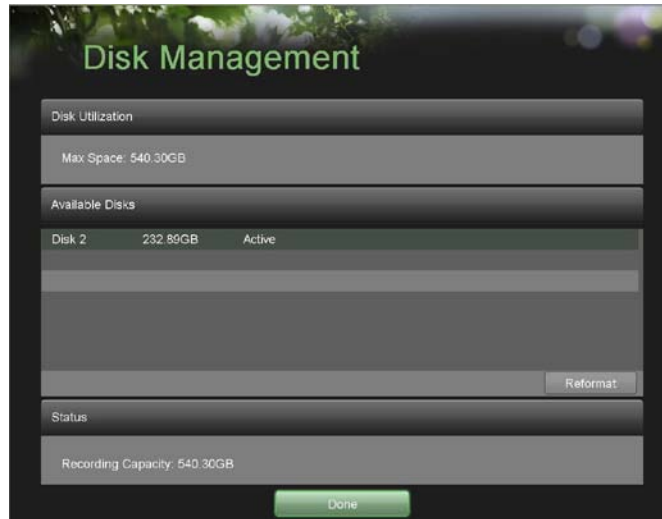 Disk Management
Disk Utilization
Max Space: 540.30GB
Available Disks
Disk 2 232.89GB Active
Reformat
Status
Recording Capacity: 540.30GB
Done